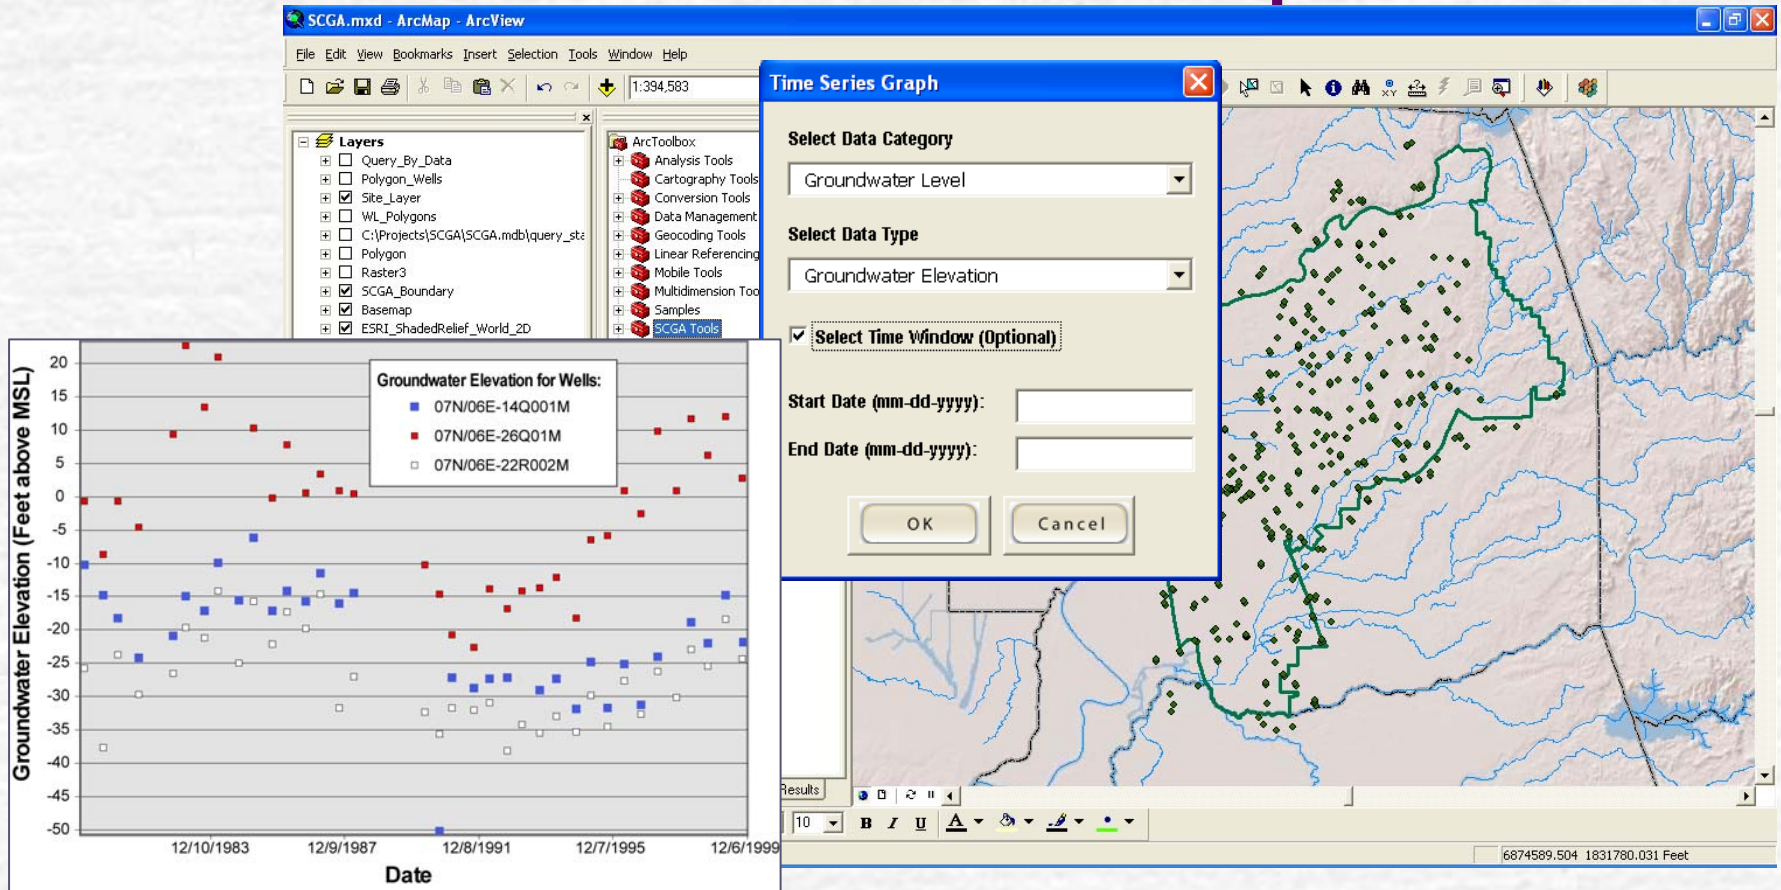 SCGA.mxd - ArcMap - ArcView
File Edit View Bookmarks Insert Selection Tools Window Help
1:394,583
Layers
Query_By_Data
Polygon_Wells
Site_Layer
WL_Polygons
C:\Projects\SCGA\SCGA.mdb\query_sta
Polygon
Raster3
SCGA_Boundary
Basemap
ESRI_ShadedRelief_World_2D
ArcToolbox
Analysis Tools
Cartography Tools
Conversion Tools
Data Management
Geocoding Tools
Linear Referencing
Mobile Tools
Multidimension Too
Samples
SCGA Tools
Time Series Graph
Select Data Category
Groundwater Level
Select Data Type
Groundwater Elevation
Select Time Window (Optional)
Start Date (mm-dd-yyyy):
End Date (mm-dd-yyyy):
OK
Cancel
Groundwater Elevation (Feet above MSL)
20
15
10
5
0
-5
-10
-15
-20
-25
-30
-35
-40
-45
-50
Groundwater Elevation for Wells:
07N/06E-14Q001M
07N/06E-26Q01M
07N/06E-22R002M
12/10/1983
12/9/1987
12/8/1991
12/7/1995
12/6/1999
Date
Results
10
B I U A
6874589.504 1831780.031 Feet